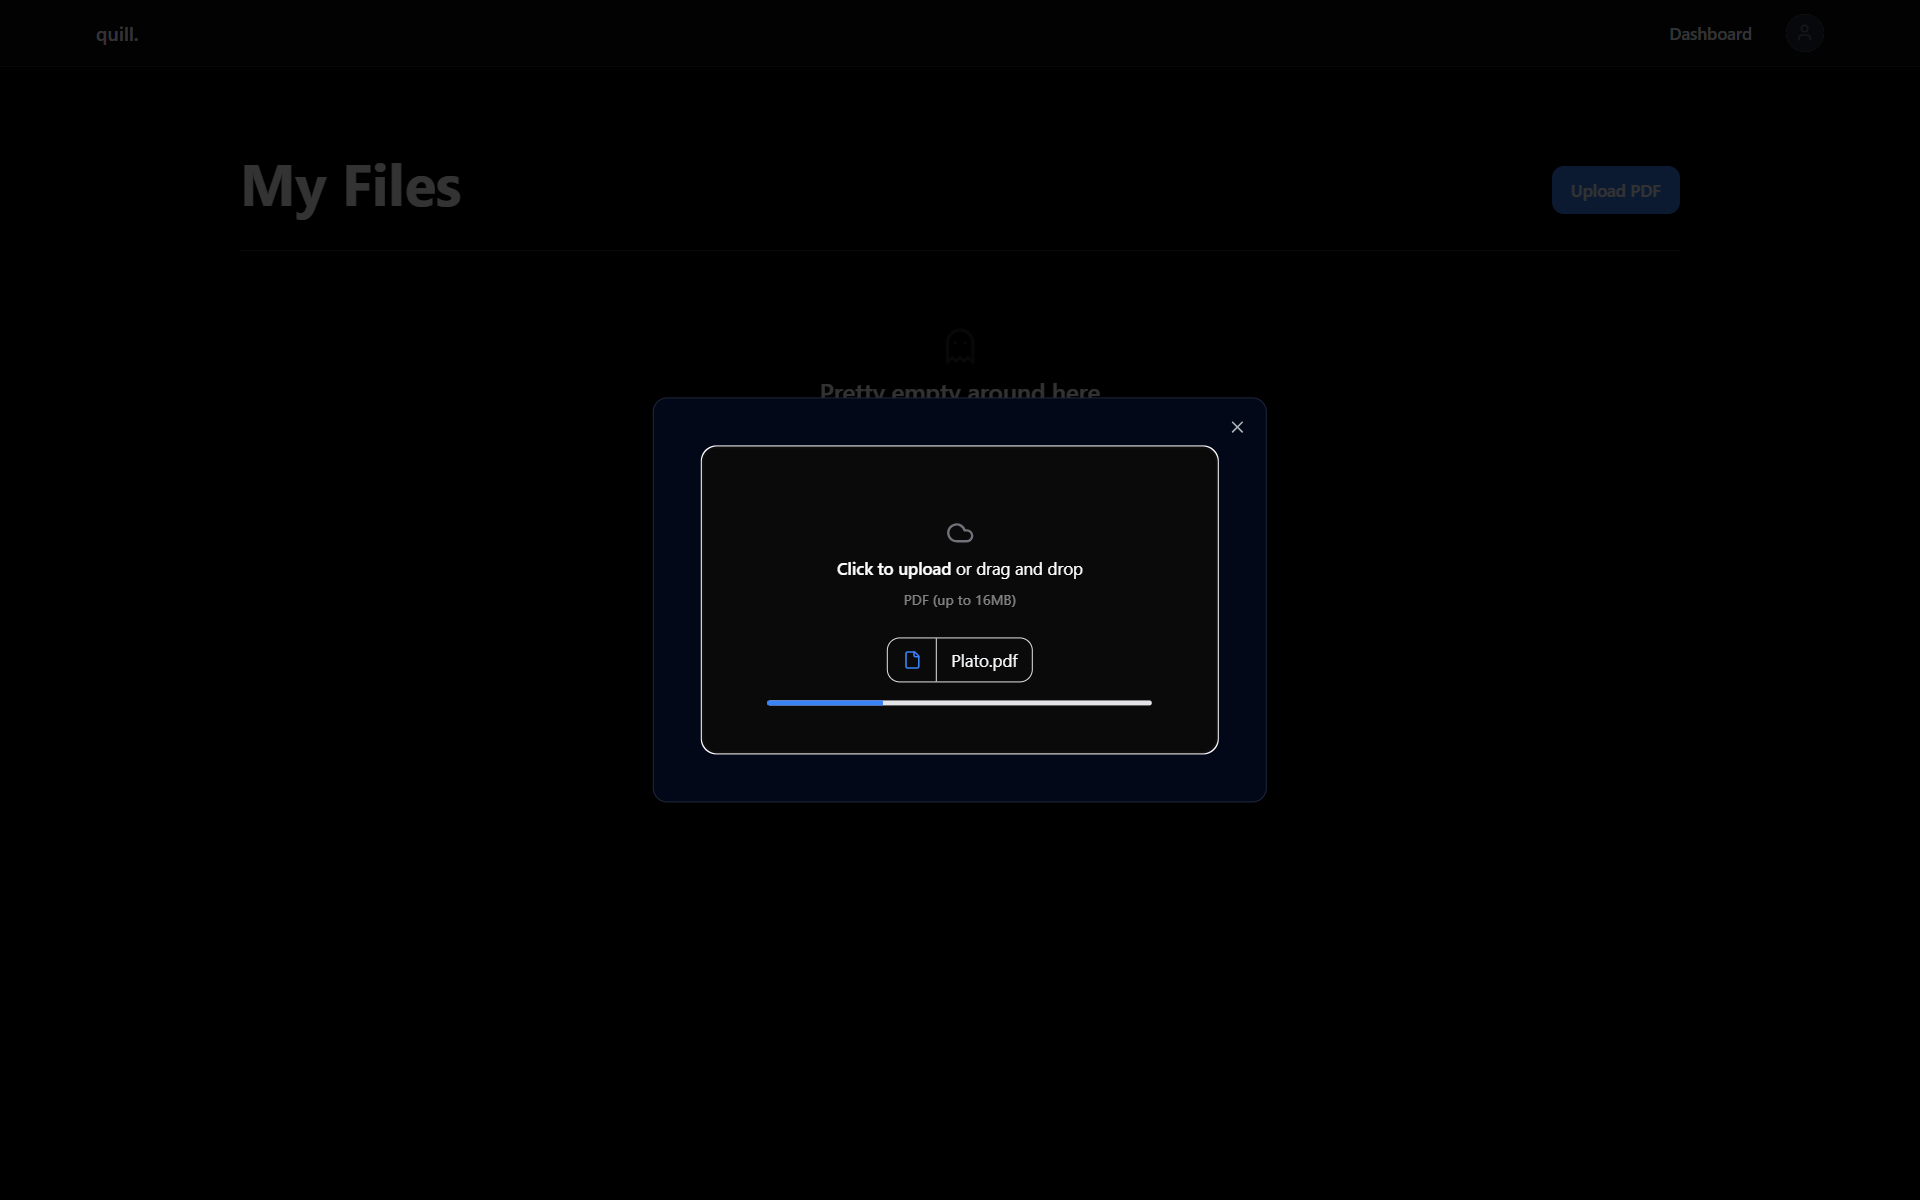 quill.
Dashboard
My Files
Upload PDF
Pretty empty around here
Click to upload or drag and drop
PDF (up to 16MB)
Plato.pdf